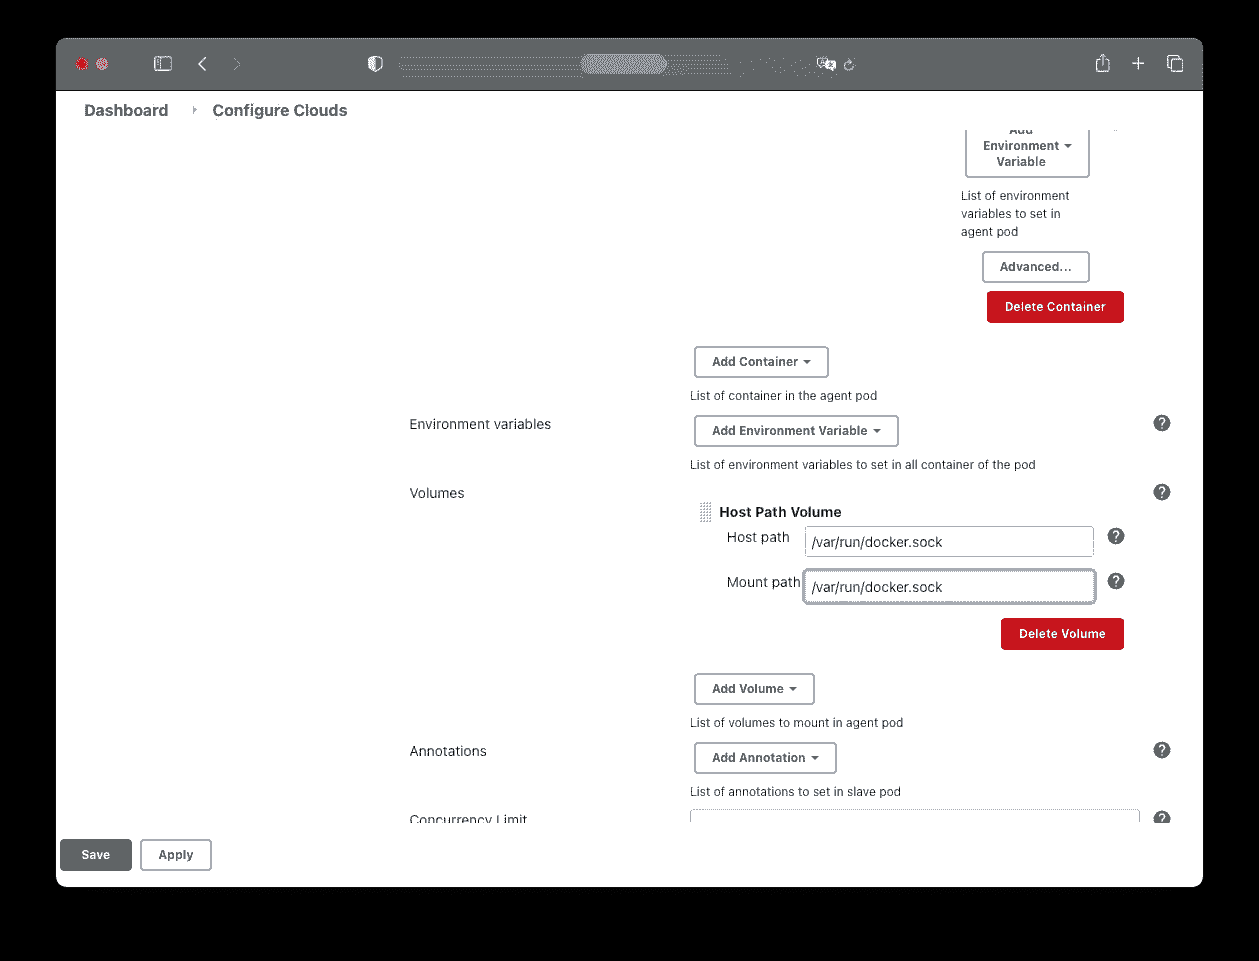 Dashboard Configure Clouds
Add
Environment
Variable
List of environment
variables to set in
agent pod
Advanced...
Delete Container
Add Container
List of container in the agent pod
Environment variables
Add Environment Variable
?
List of environment variables to set in all container of the pod
Volumes
?
Host Path Volume
Host path
/var/run/docker.sock
?
Mount path
/var/run/docker.sock
?
Delete Volume
Add Volume
List of volumes to mount in agent pod
Annotations
Add Annotation
?
List of annotations to set in slave pod
Concurrency Limit
?
Save
Apply